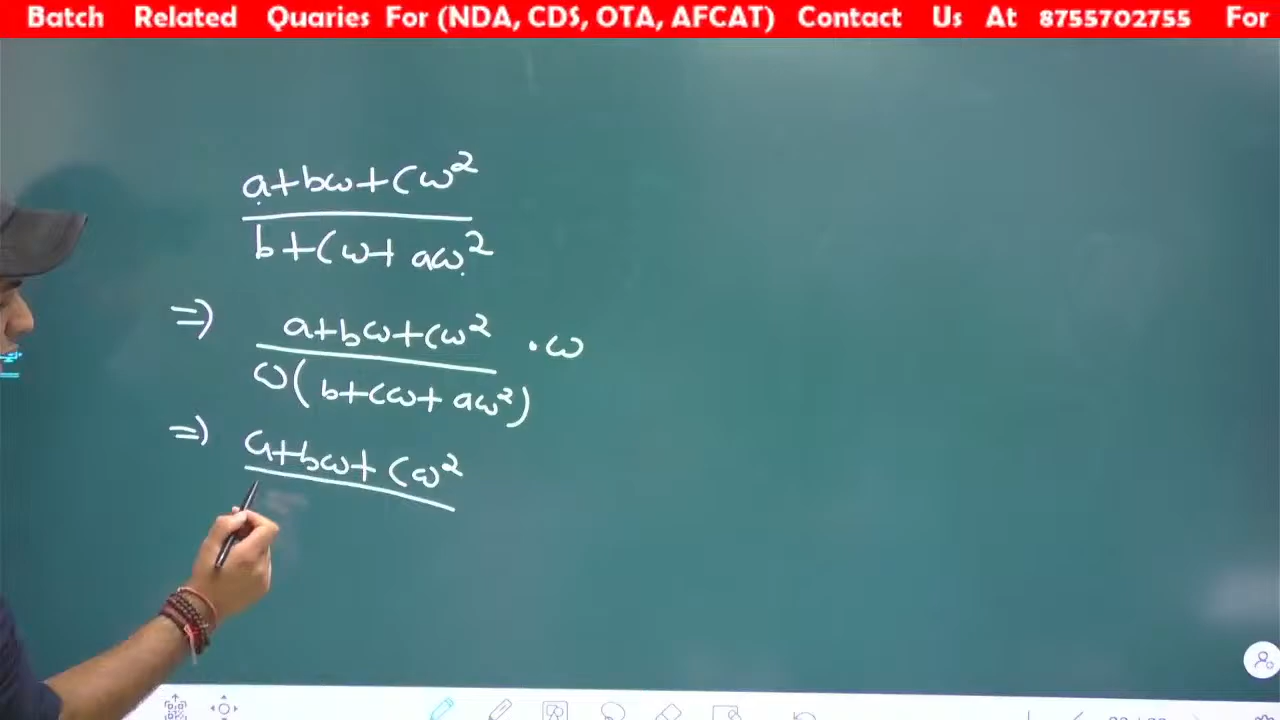 Batch Related Quaries For (NDA, CDS, OTA, AFCAT) Contact Us At 8755702755 For
a+bω+cω²
b+cω+aω²
=) a+bω+cω² .ω
ω(b+cω+aω²)
=) a+bω+cω²